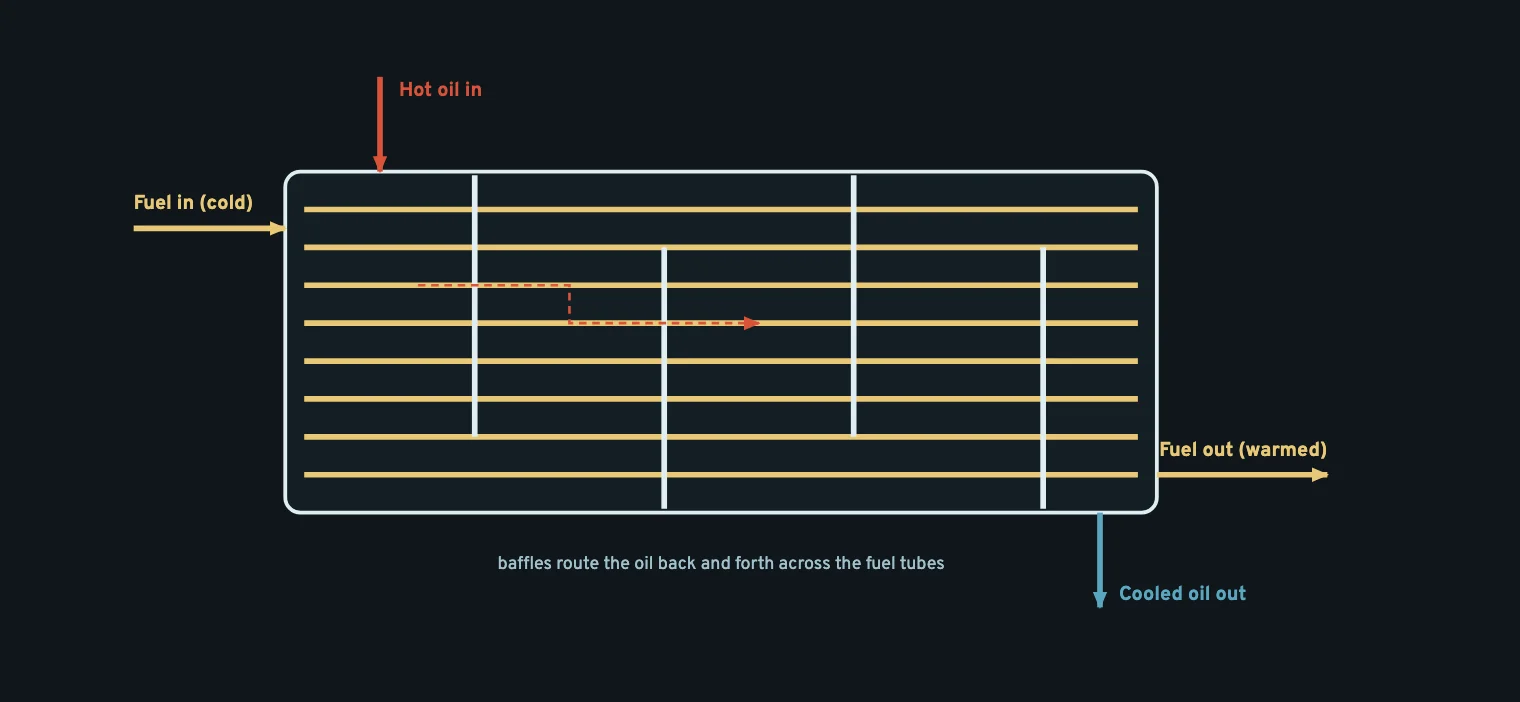 Hot oil in
Fuel in (cold)
Fuel out (warmed)
baffles route the oil back and forth across the fuel tubes
Cooled oil out